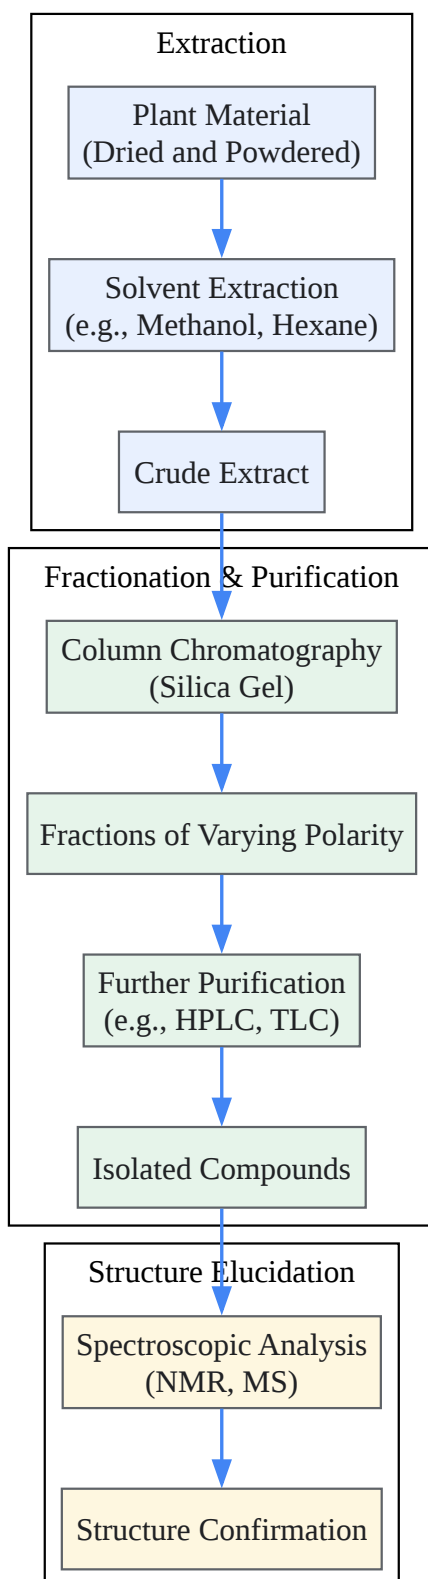 Extraction
Plant Material
(Dried and Powdered)
Solvent Extraction
(e.g., Methanol, Hexane)
Crude Extract
Fractionation & Purification
Column Chromatography
(Silica Gel)
Fractions of Varying Polarity
Further Purification
(e.g., HPLC, TLC)
Isolated Compounds
Structure Elucidation
Spectroscopic Analysis
(NMR, MS)
Structure Confirmation